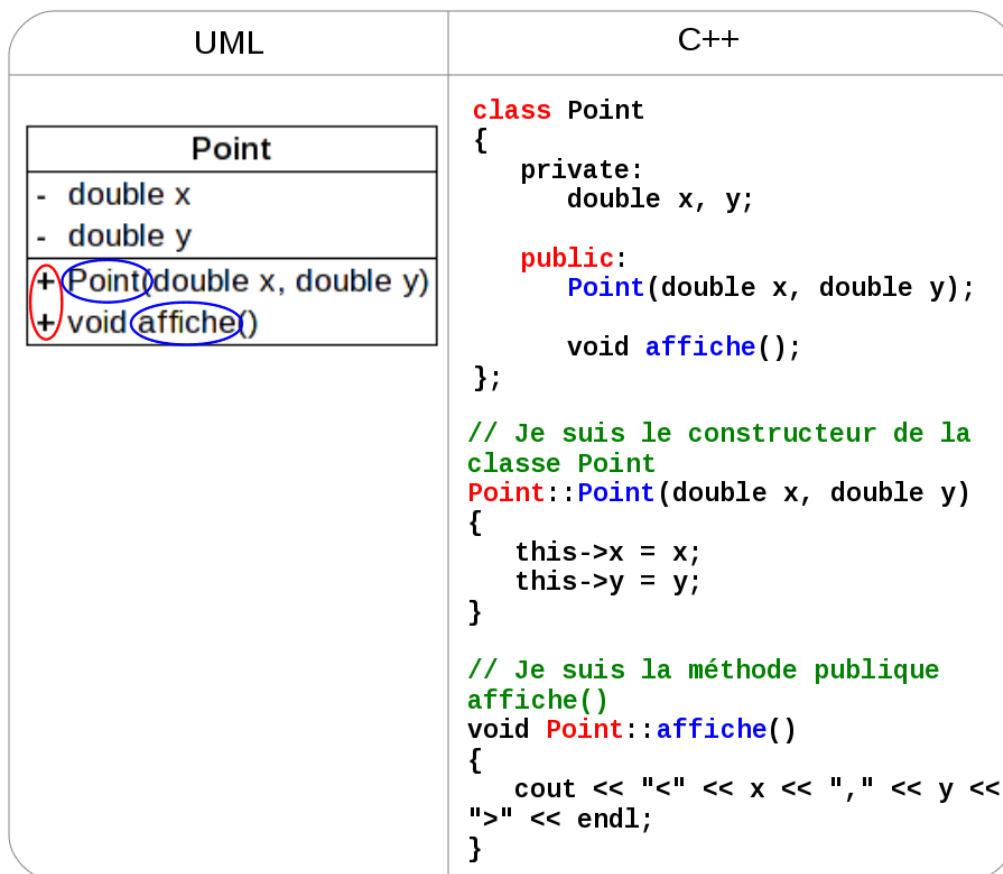 UML
C++
Point
- double x
- double y
+ Point(double x, double y)
+ void affiche()
class Point
{
private:
double x, y;
public:
Point(double x, double y);
void affiche();
};
// Je suis le constructeur de la
classe Point
Point::Point(double x, double y)
{
this->x = x;
this->y = y;
}
// Je suis la méthode publique
affiche()
void Point::affiche()
{
cout << "<" << x << "," << y <<
">" << endl;
}